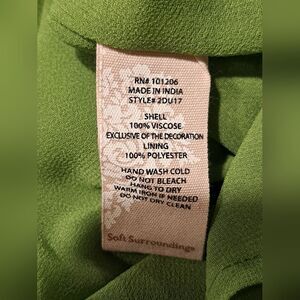 RN# 101206
MADE IN INDIA
STYLE# 2DU17
SHELL
100% VISCOSE
EXCLUSIVE OF THE DECORATION
LINING
100% POLYESTER
HAND WASH COLD
DO NOT BLEACH
HANG TO DRY
WARM IRON IF NEEDED
DO NOT DRY CLEAN
Soft Surroundings